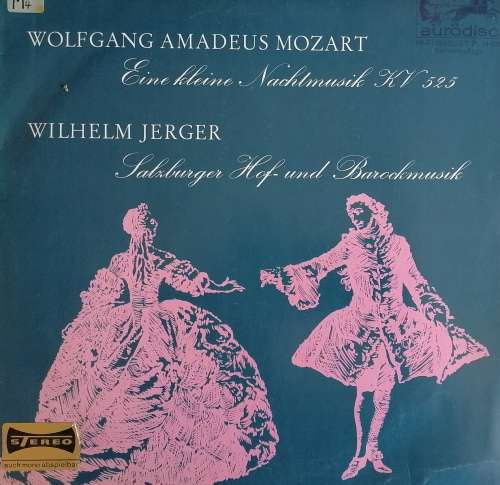 M4
eurodisc
WOLFGANG AMADEUS MOZART
Eine kleine Nachtmusik KV 525
WILHELM JERGER
Salzburger Hof- und Barockmusik
STEREO
auch mono abspielbar